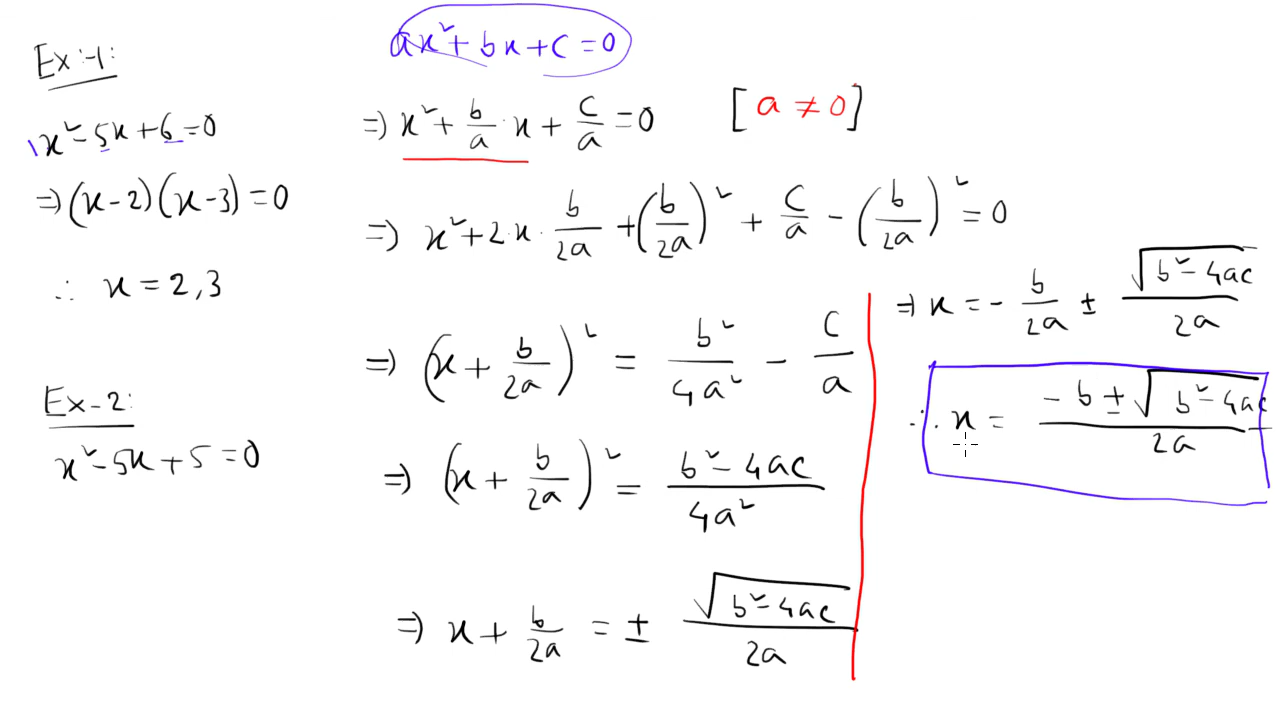 Ex:-1:
x² - 5x + 6 = 0
⇒ (x-2)(x-3) = 0
∴ x = 2,3
Ex-2:
x² - 5x + 5 = 0
ax² + bx + c = 0
⇒ x² + b/a · x + c/a = 0 [a ≠ 0]
⇒ x² + 2·x· b/2a + (b/2a)² + c/a - (b/2a)² = 0
⇒ (x + b/2a)² = b²/4a² - c/a
⇒ (x + b/2a)² = (b² - 4ac)/4a²
⇒ x + b/2a = ± √(b² - 4ac)/2a
⇒ x = - b/2a ± √(b² - 4ac)/2a
∴ x = (-b ± √(b² - 4ac))/2a